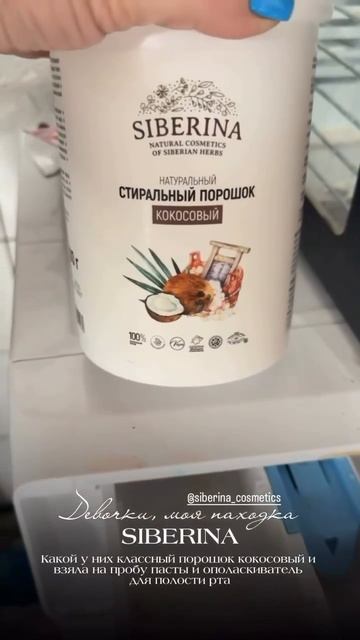 SIBERINA
NATURAL COSMETICS
OF SIBERIAN HERBS
НАТУРАЛЬНЫЙ
СТИРАЛЬНЫЙ ПОРОШОК
КОКОСОВЫЙ
100%
@siberina_cosmetics
Девочки, моя находка
SIBERINA
Какой у них классный порошок кокосовый и
взяла на пробу пасты и ополаскиватель
для полости рта